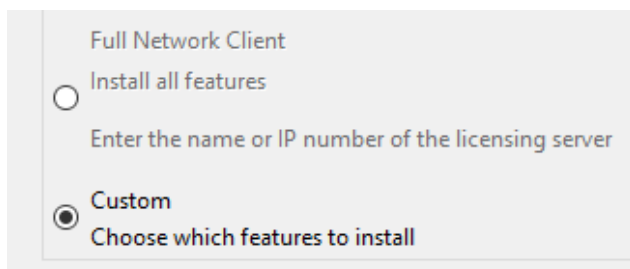 Full Network Client
Install all features
Enter the name or IP number of the licensing server
Custom
Choose which features to install